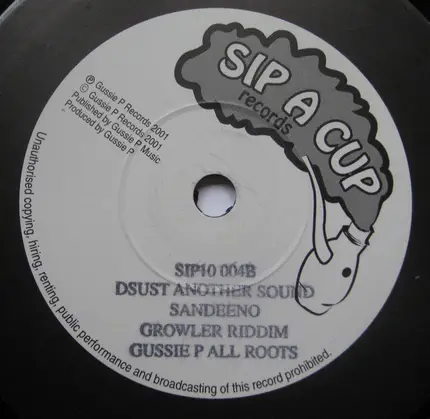 SIP A CUP
records
℗ Gussie P Records 2001
© Gussie P Records 2001
Published by Gussie P Music
Produced by Gussie P
SIP10 004B
DSUST ANOTHER SOUND
SANDEENO
GROWLER RIDDIM
GUSSIE P ALL ROOTS
Unauthorised copying, hiring, renting, public performance and broadcasting of this record prohibited.